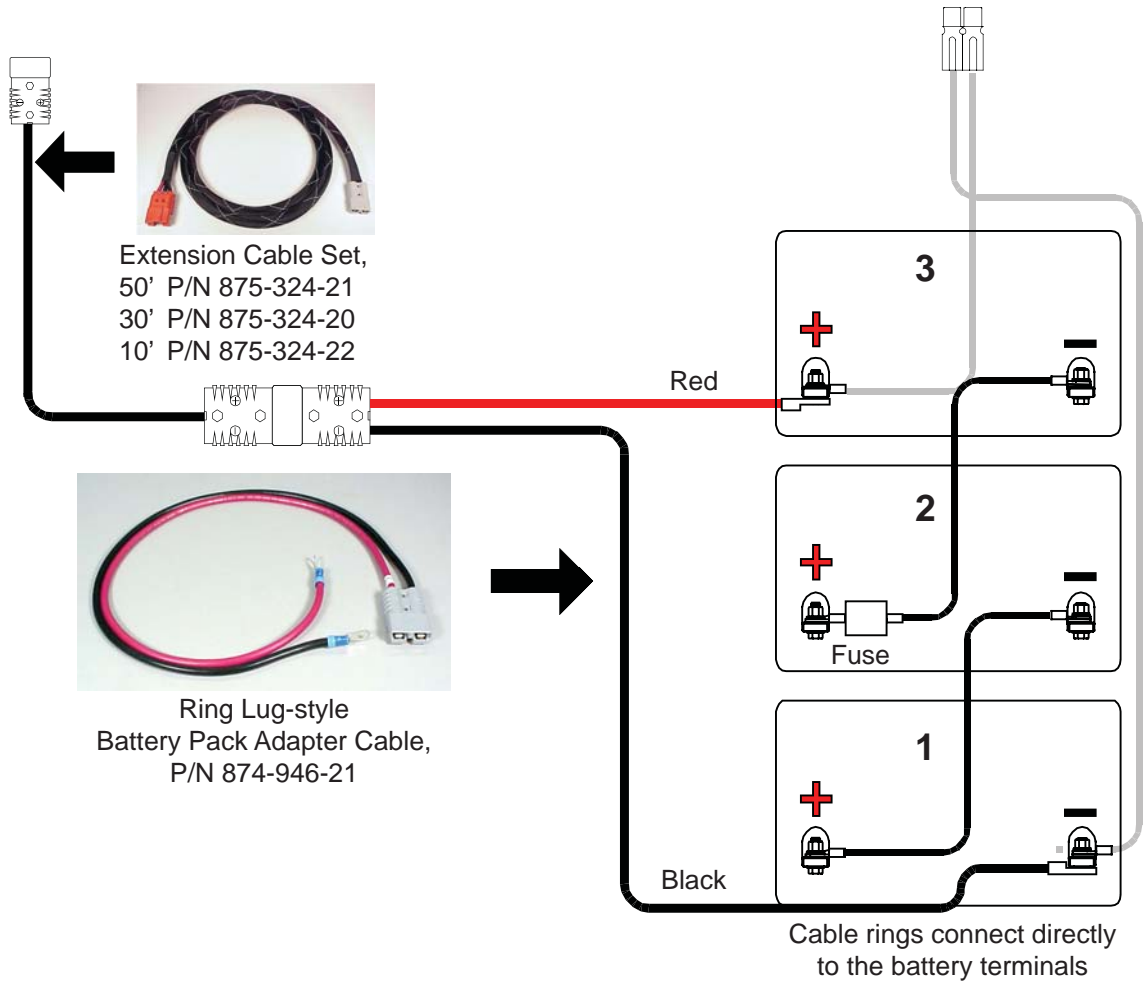 Extension Cable Set,
50’ P/N 875-324-21
30’ P/N 875-324-20
10’ P/N 875-324-22
3
Red
2
Fuse
Ring Lug-style
Battery Pack Adapter Cable,
P/N 874-946-21
1
Black
Cable rings connect directly
to the battery terminals